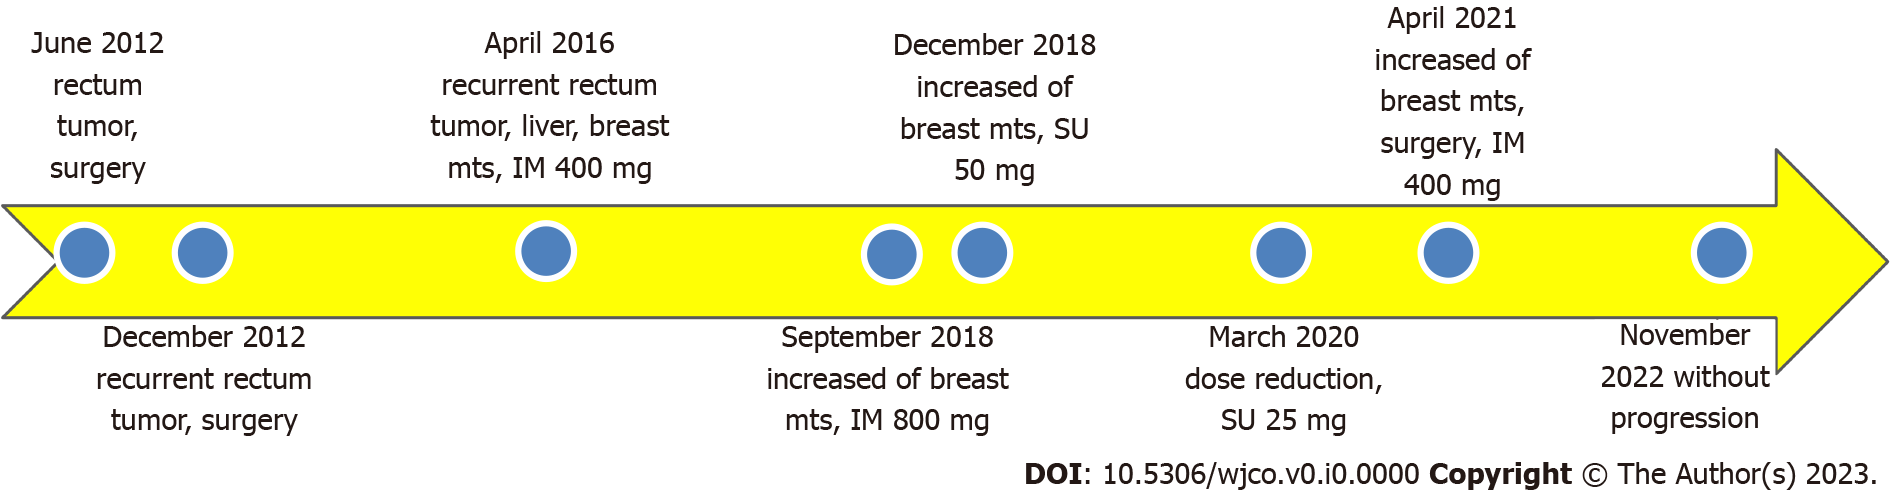 June 2012
rectum
tumor,
surgery
April 2016
recurrent rectum
tumor, liver, breast
mts, IM 400 mg
December 2018
increased of
breast mts, SU
50 mg
April 2021
increased of
breast mts,
surgery, IM
400 mg
December 2012
recurrent rectum
tumor, surgery
September 2018
increased of breast
mts, IM 800 mg
March 2020
dose reduction,
SU 25 mg
November
2022 without
progression
DOI: 10.5306/wjco.v0.i0.0000 Copyright © The Author(s) 2023.